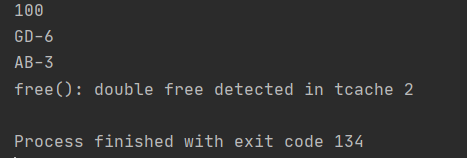 100
GD-6
AB-3
free(): double free detected in tcache 2
Process finished with exit code 134